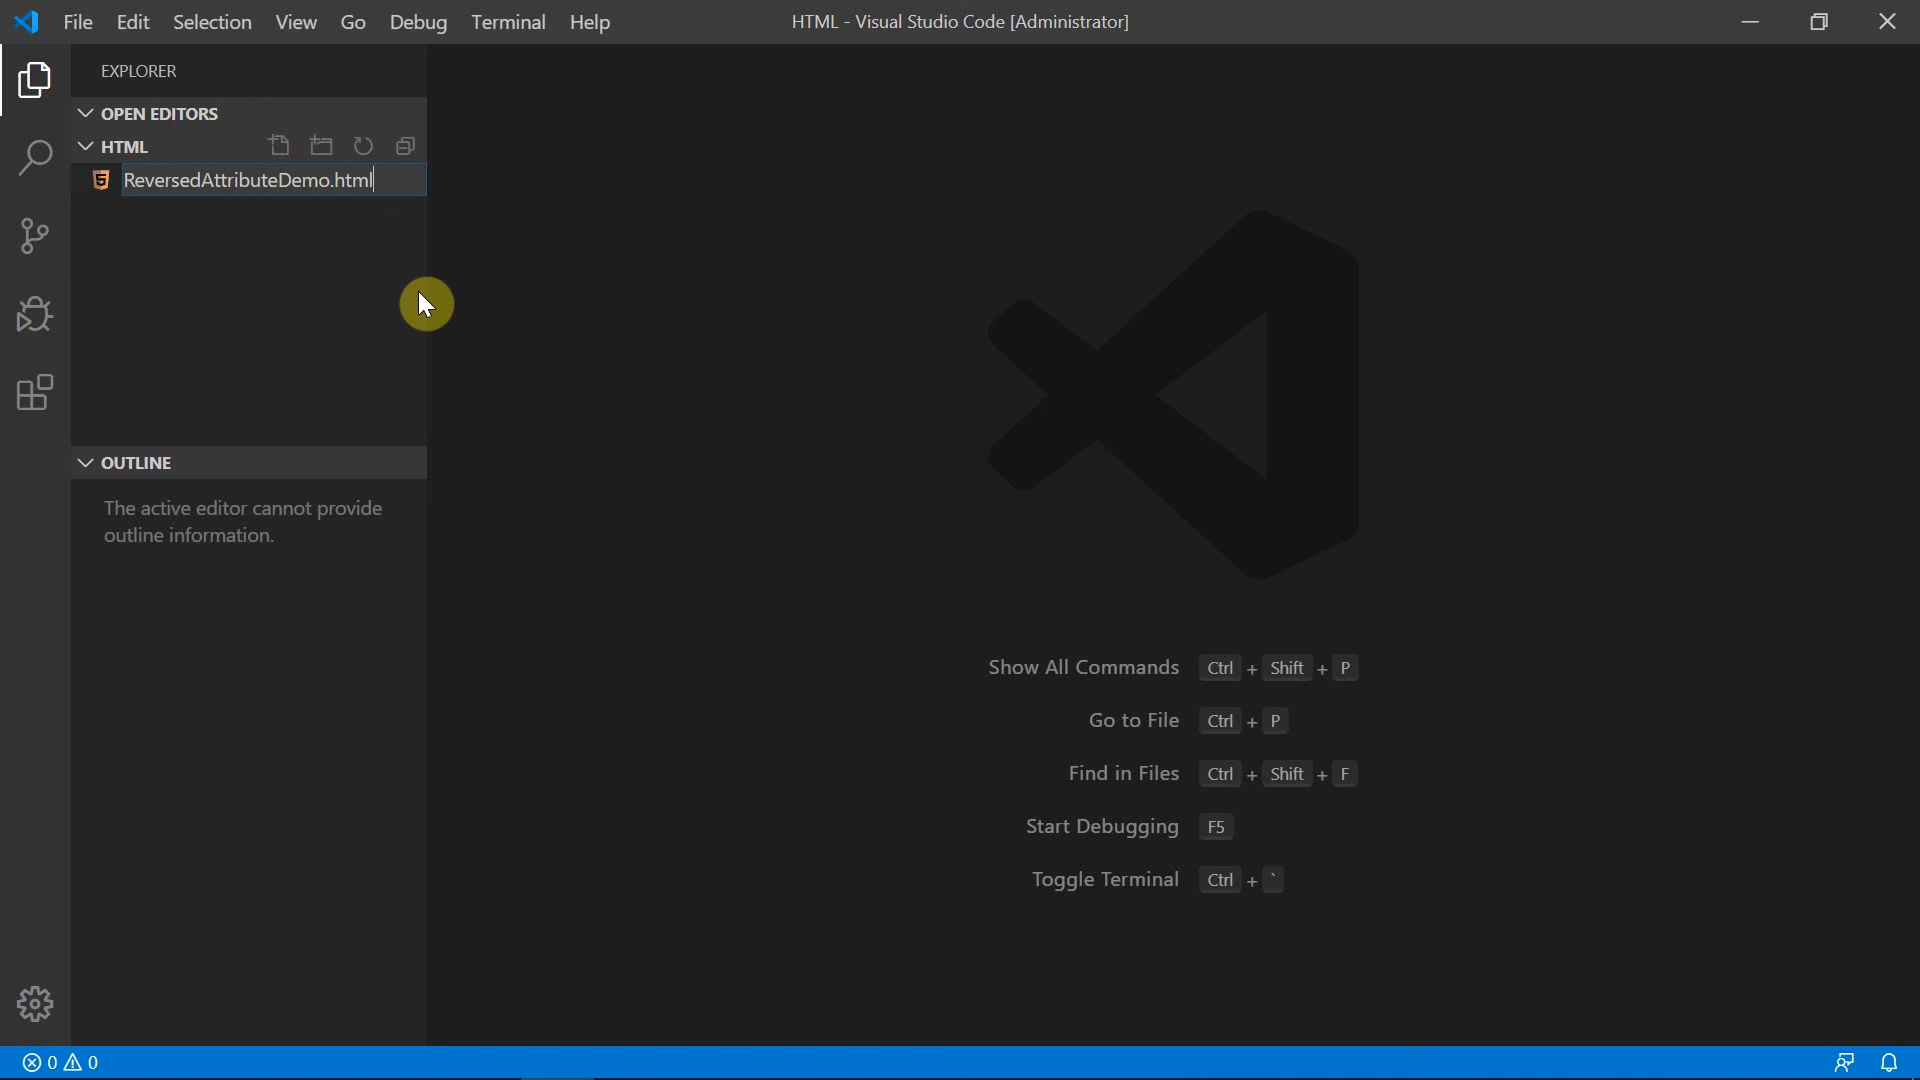 File Edit Selection View Go Debug Terminal Help HTML - Visual Studio Code [Administrator]
EXPLORER
OPEN EDITORS
HTML
ReversedAttributeDemo.html
OUTLINE
The active editor cannot provide
outline information.
Show All Commands Ctrl + Shift + P
Go to File Ctrl + P
Find in Files Ctrl + Shift + F
Start Debugging F5
Toggle Terminal Ctrl + `
0 0